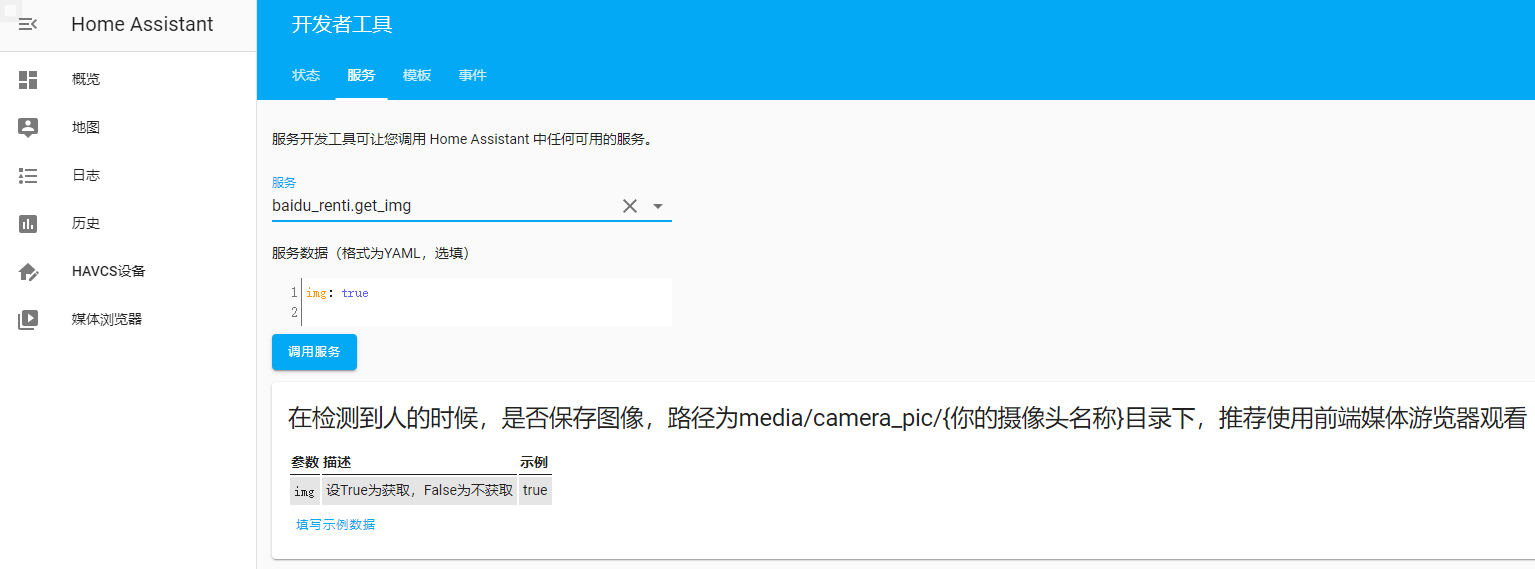 Home Assistant
开发者工具
状态 服务 模板 事件
概览
地图
日志
历史
HAVCS设备
媒体浏览器
服务开发工具可让您调用 Home Assistant 中任何可用的服务。
服务
baidu_renti.get_img
服务数据（格式为YAML，选填）
1 img: true
2
调用服务
在检测到人的时候，是否保存图像，路径为media/camera_pic/{你的摄像头名称}目录下，推荐使用前端媒体游览器观看
参数 描述 示例
img 设True为获取，False为不获取 true
填写示例数据